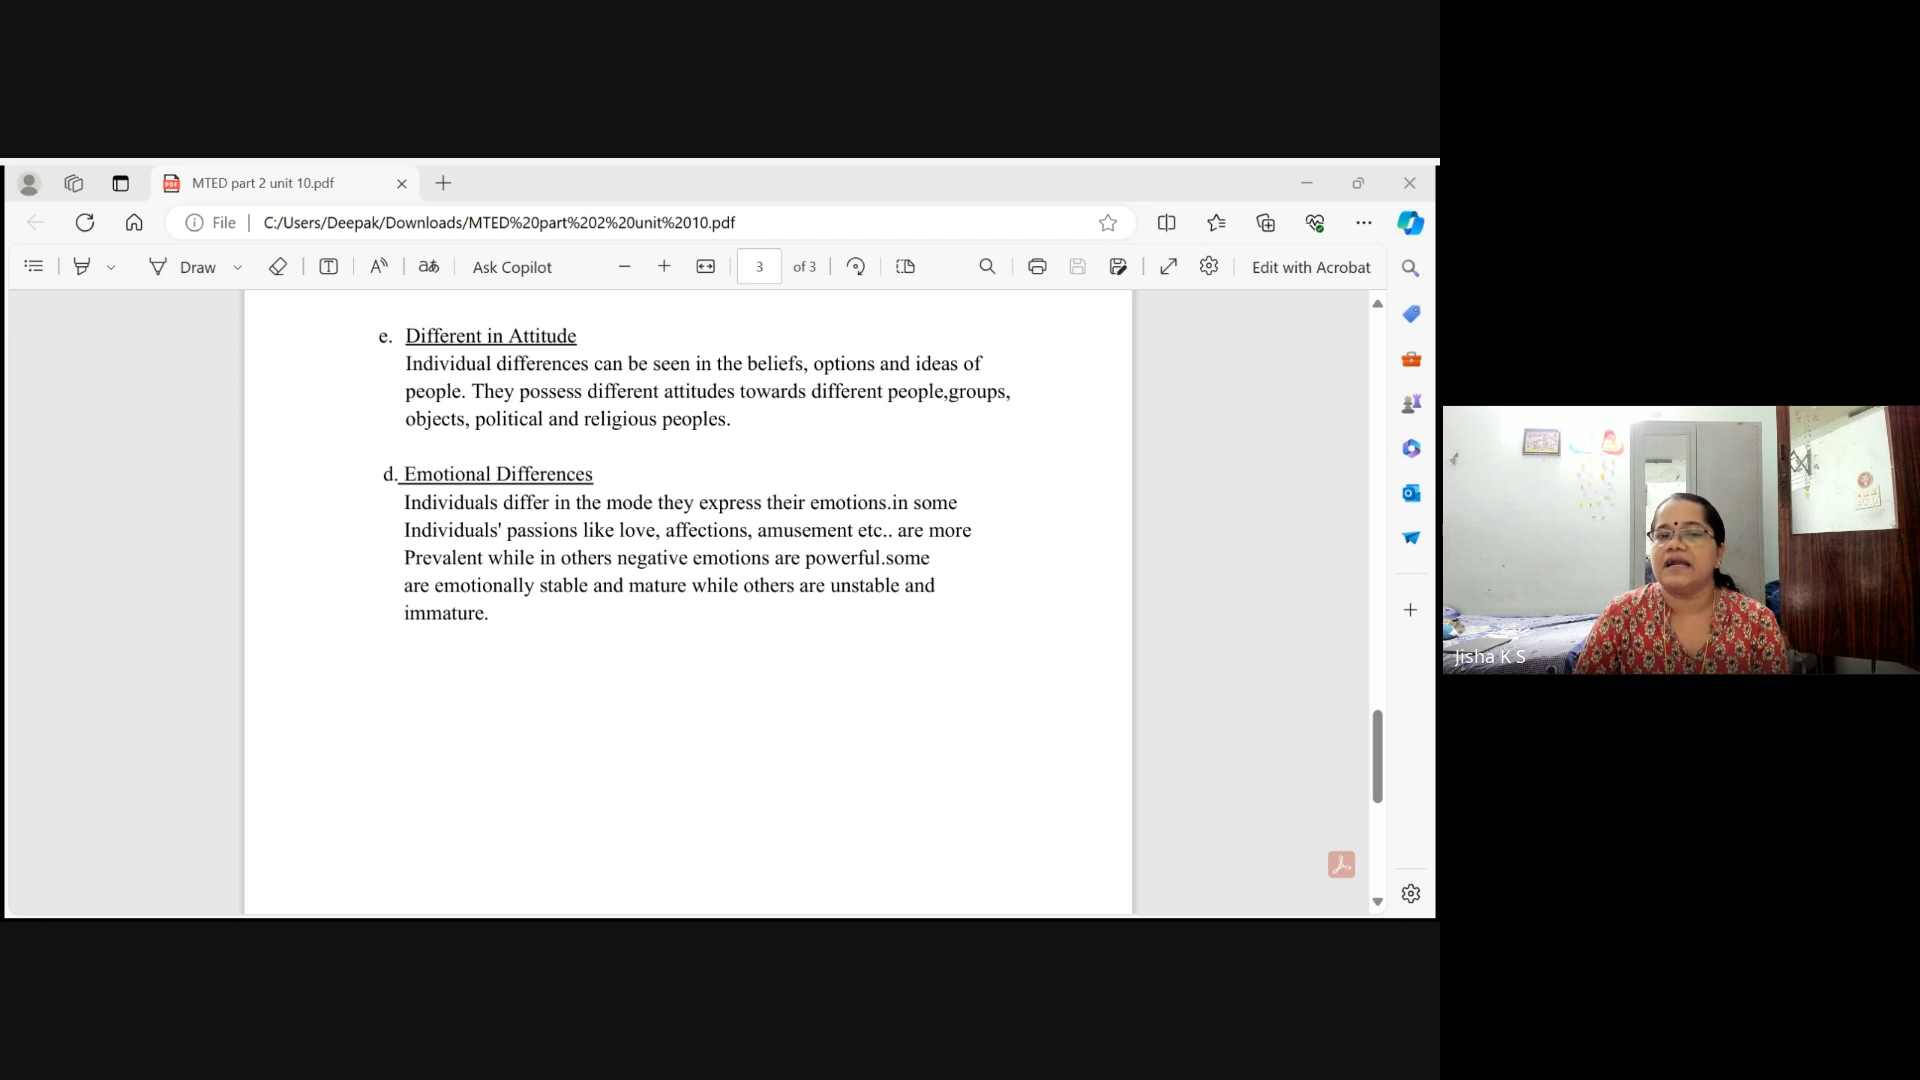 MTED part 2 unit 10.pdf
File
C:/Users/Deepak/Downloads/MTED%20part%202%20unit%2010.pdf
Draw
Ask Copilot
3
of 3
Edit with Acrobat
e. Different in Attitude
Individual differences can be seen in the beliefs, options and ideas of
people. They possess different attitudes towards different people,groups,
objects, political and religious peoples.
d. Emotional Differences
Individuals differ in the mode they express their emotions.in some
Individuals' passions like love, affections, amusement etc.. are more
Prevalent while in others negative emotions are powerful.some
are emotionally stable and mature while others are unstable and
immature.
Jisha K S